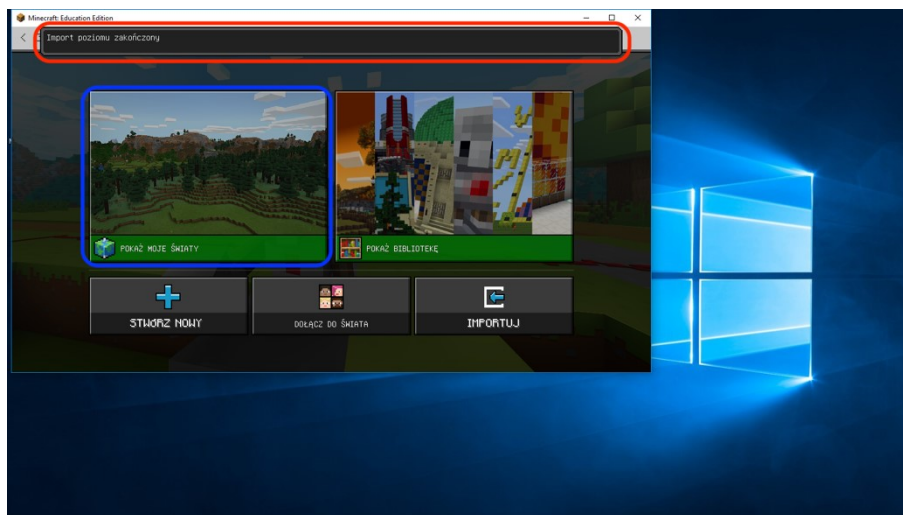 Minecraft: Education Edition
Import poziomu zakończony
POKAŻ MOJE ŚWIATY
POKAŻ BIBLIOTEKĘ
STWÓRZ NOWY
DOŁĄCZ DO ŚWIATA
IMPORTUJ